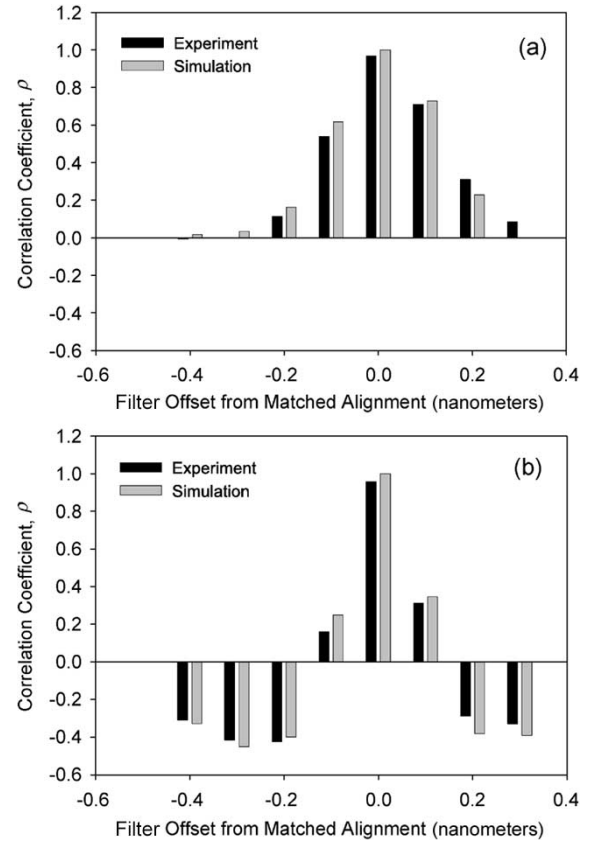 1.2
1.0
0.8
0.6
0.4
0.2
0.0
-0.2
-0.4
-0.6
Correlation Coefficient, ρ
Experiment
Simulation
(a)
-0.6 -0.4 -0.2 0.0 0.2 0.4
Filter Offset from Matched Alignment (nanometers)
1.2
1.0
0.8
0.6
0.4
0.2
0.0
-0.2
-0.4
-0.6
Correlation Coefficient, ρ
Experiment
Simulation
(b)
-0.6 -0.4 -0.2 0.0 0.2 0.4
Filter Offset from Matched Alignment (nanometers)